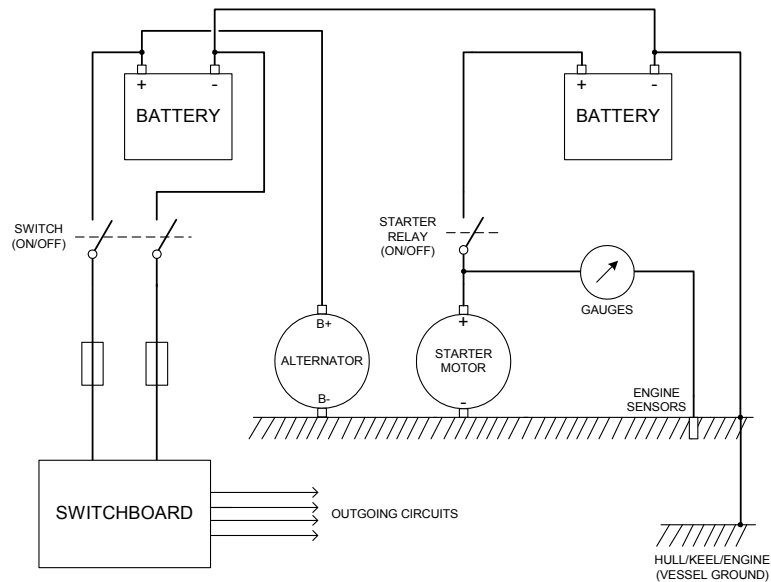 + -
BATTERY
+ -
BATTERY
SWITCH
(ON/OFF)
STARTER
RELAY
(ON/OFF)
GAUGES
B+
ALTERNATOR
B-
+
STARTER
MOTOR
-
ENGINE
SENSORS
SWITCHBOARD
OUTGOING CIRCUITS
HULL/KEEL/ENGINE
(VESSEL GROUND)